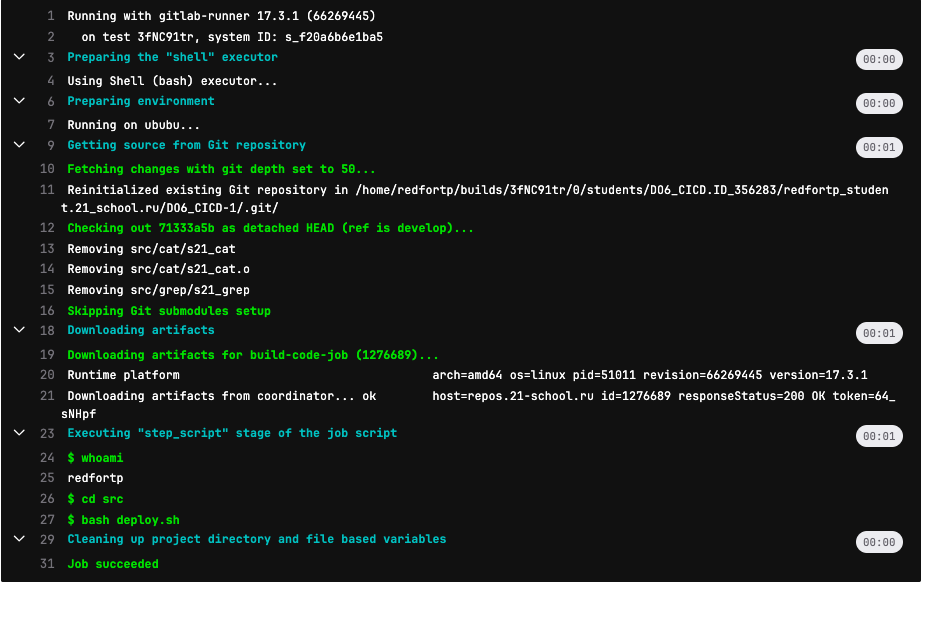 1 Running with gitlab-runner 17.3.1 (66269445)
2 on test 3fNC91tr, system ID: s_f20a6b6e1ba5
3 Preparing the "shell" executor 00:00
4 Using Shell (bash) executor...
6 Preparing environment 00:00
7 Running on ububu...
9 Getting source from Git repository 00:01
10 Fetching changes with git depth set to 50...
11 Reinitialized existing Git repository in /home/redfortp/builds/3fNC91tr/0/students/DO6_CICD.ID_356283/redfortp_studen
t.21_school.ru/DO6_CICD-1/.git/
12 Checking out 71333a5b as detached HEAD (ref is develop)...
13 Removing src/cat/s21_cat
14 Removing src/cat/s21_cat.o
15 Removing src/grep/s21_grep
16 Skipping Git submodules setup
18 Downloading artifacts 00:01
19 Downloading artifacts for build-code-job (1276689)...
20 Runtime platform arch=amd64 os=linux pid=51011 revision=66269445 version=17.3.1
21 Downloading artifacts from coordinator... ok host=repos.21-school.ru id=1276689 responseStatus=200 OK token=64_
sNHpf
23 Executing "step_script" stage of the job script 00:01
24 $ whoami
25 redfortp
26 $ cd src
27 $ bash deploy.sh
29 Cleaning up project directory and file based variables 00:00
31 Job succeeded